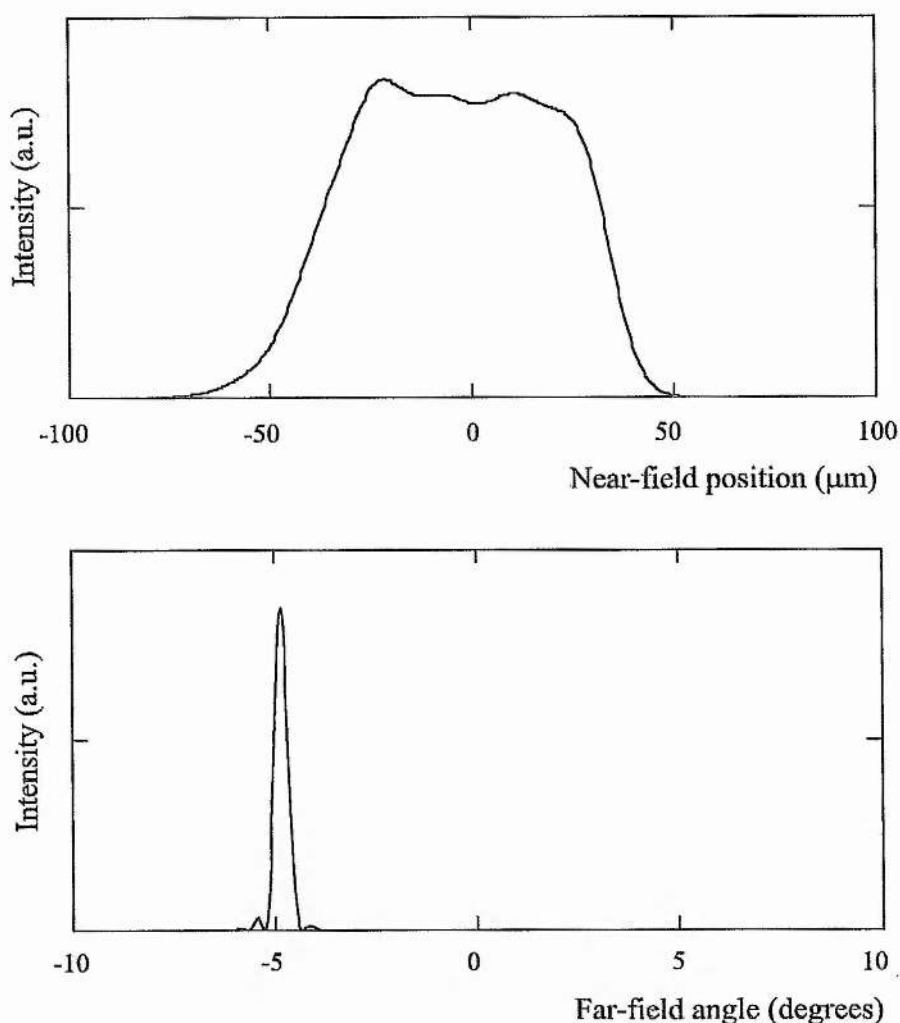 Intensity (a.u.)
-100 -50 0 50 100
Near-field position (μm)
Intensity (a.u.)
-10 -5 0 5 10
Far-field angle (degrees)